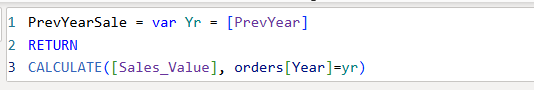 1 PrevYearSale = var Yr = [PrevYear]
2 RETURN
3 CALCULATE([Sales_Value], orders[Year]=yr)